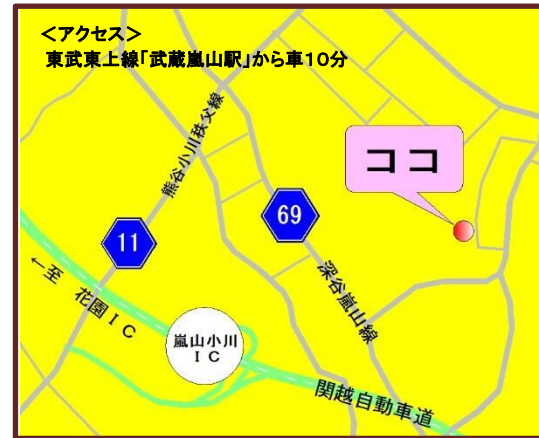 <アクセス>
東武東上線「武蔵嵐山駅」から車10分
熊谷小川秩父線
ココ
69
11
←至 花園IC
深谷嵐山線
嵐山小川
IC
関越自動車道